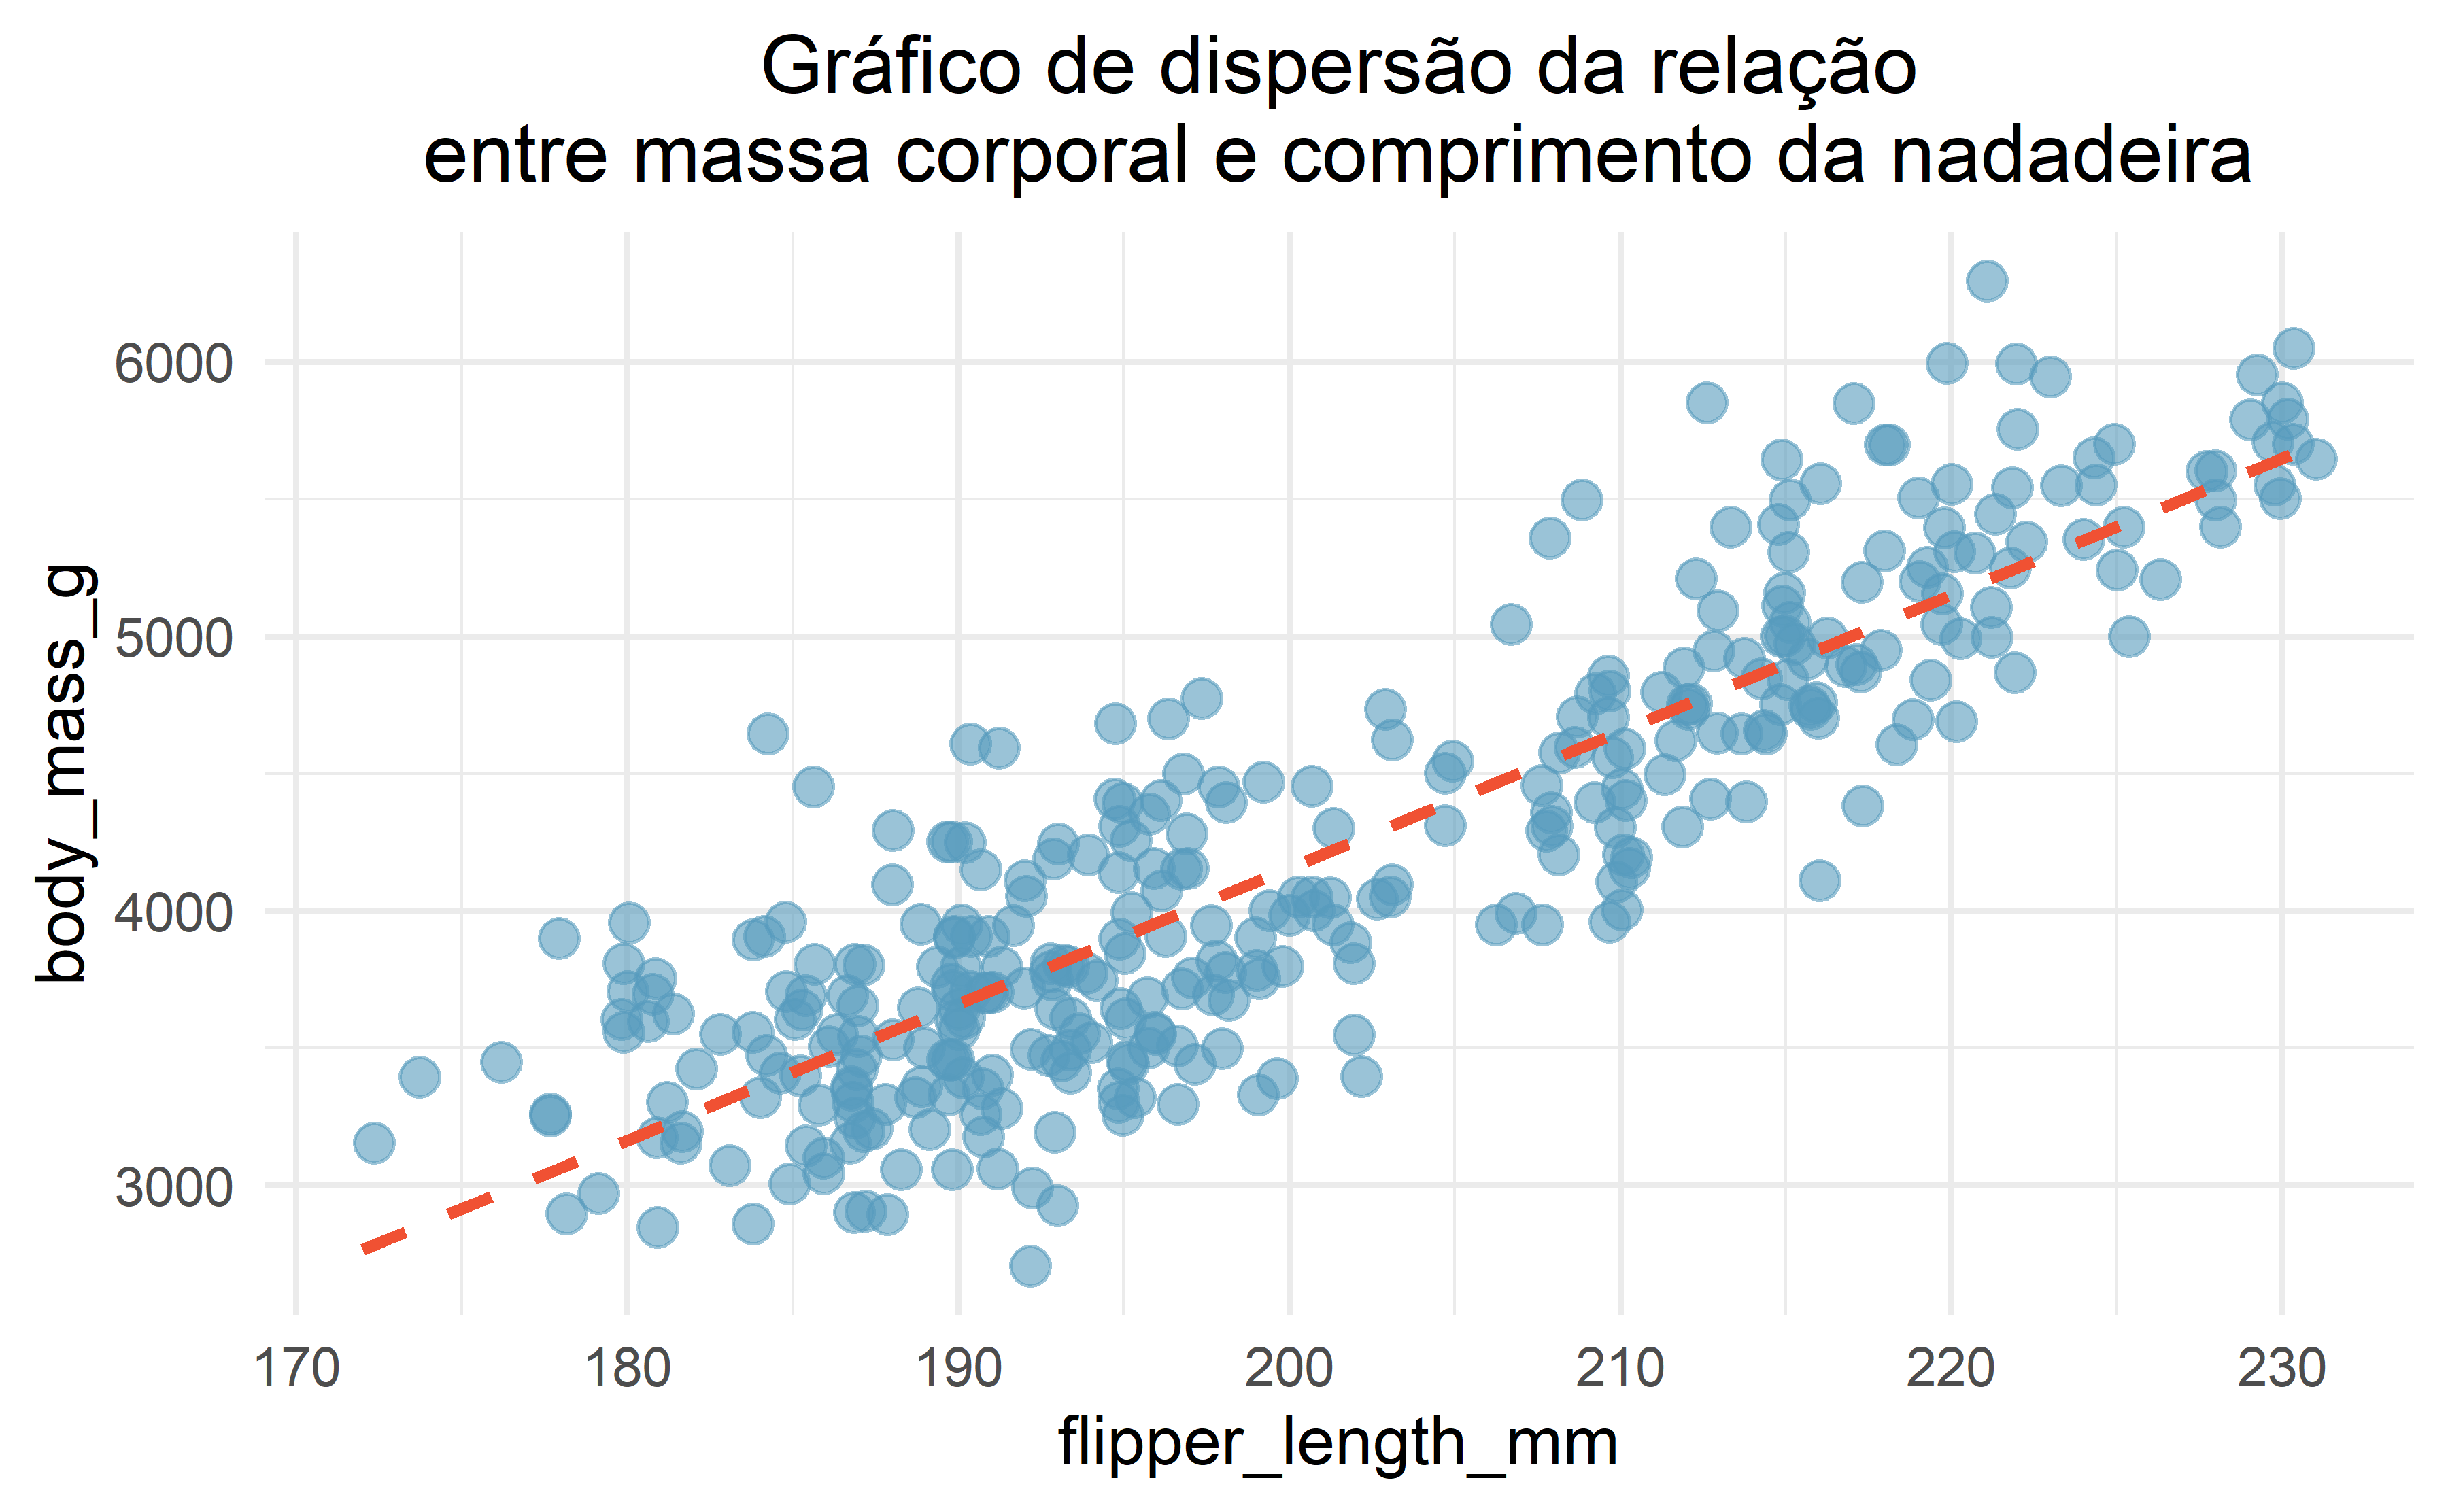 Gráfico de dispersão da relação
entre massa corporal e comprimento da nadadeira
body_mass_g
6000
5000
4000
3000
170 180 190 200 210 220 230
flipper_length_mm